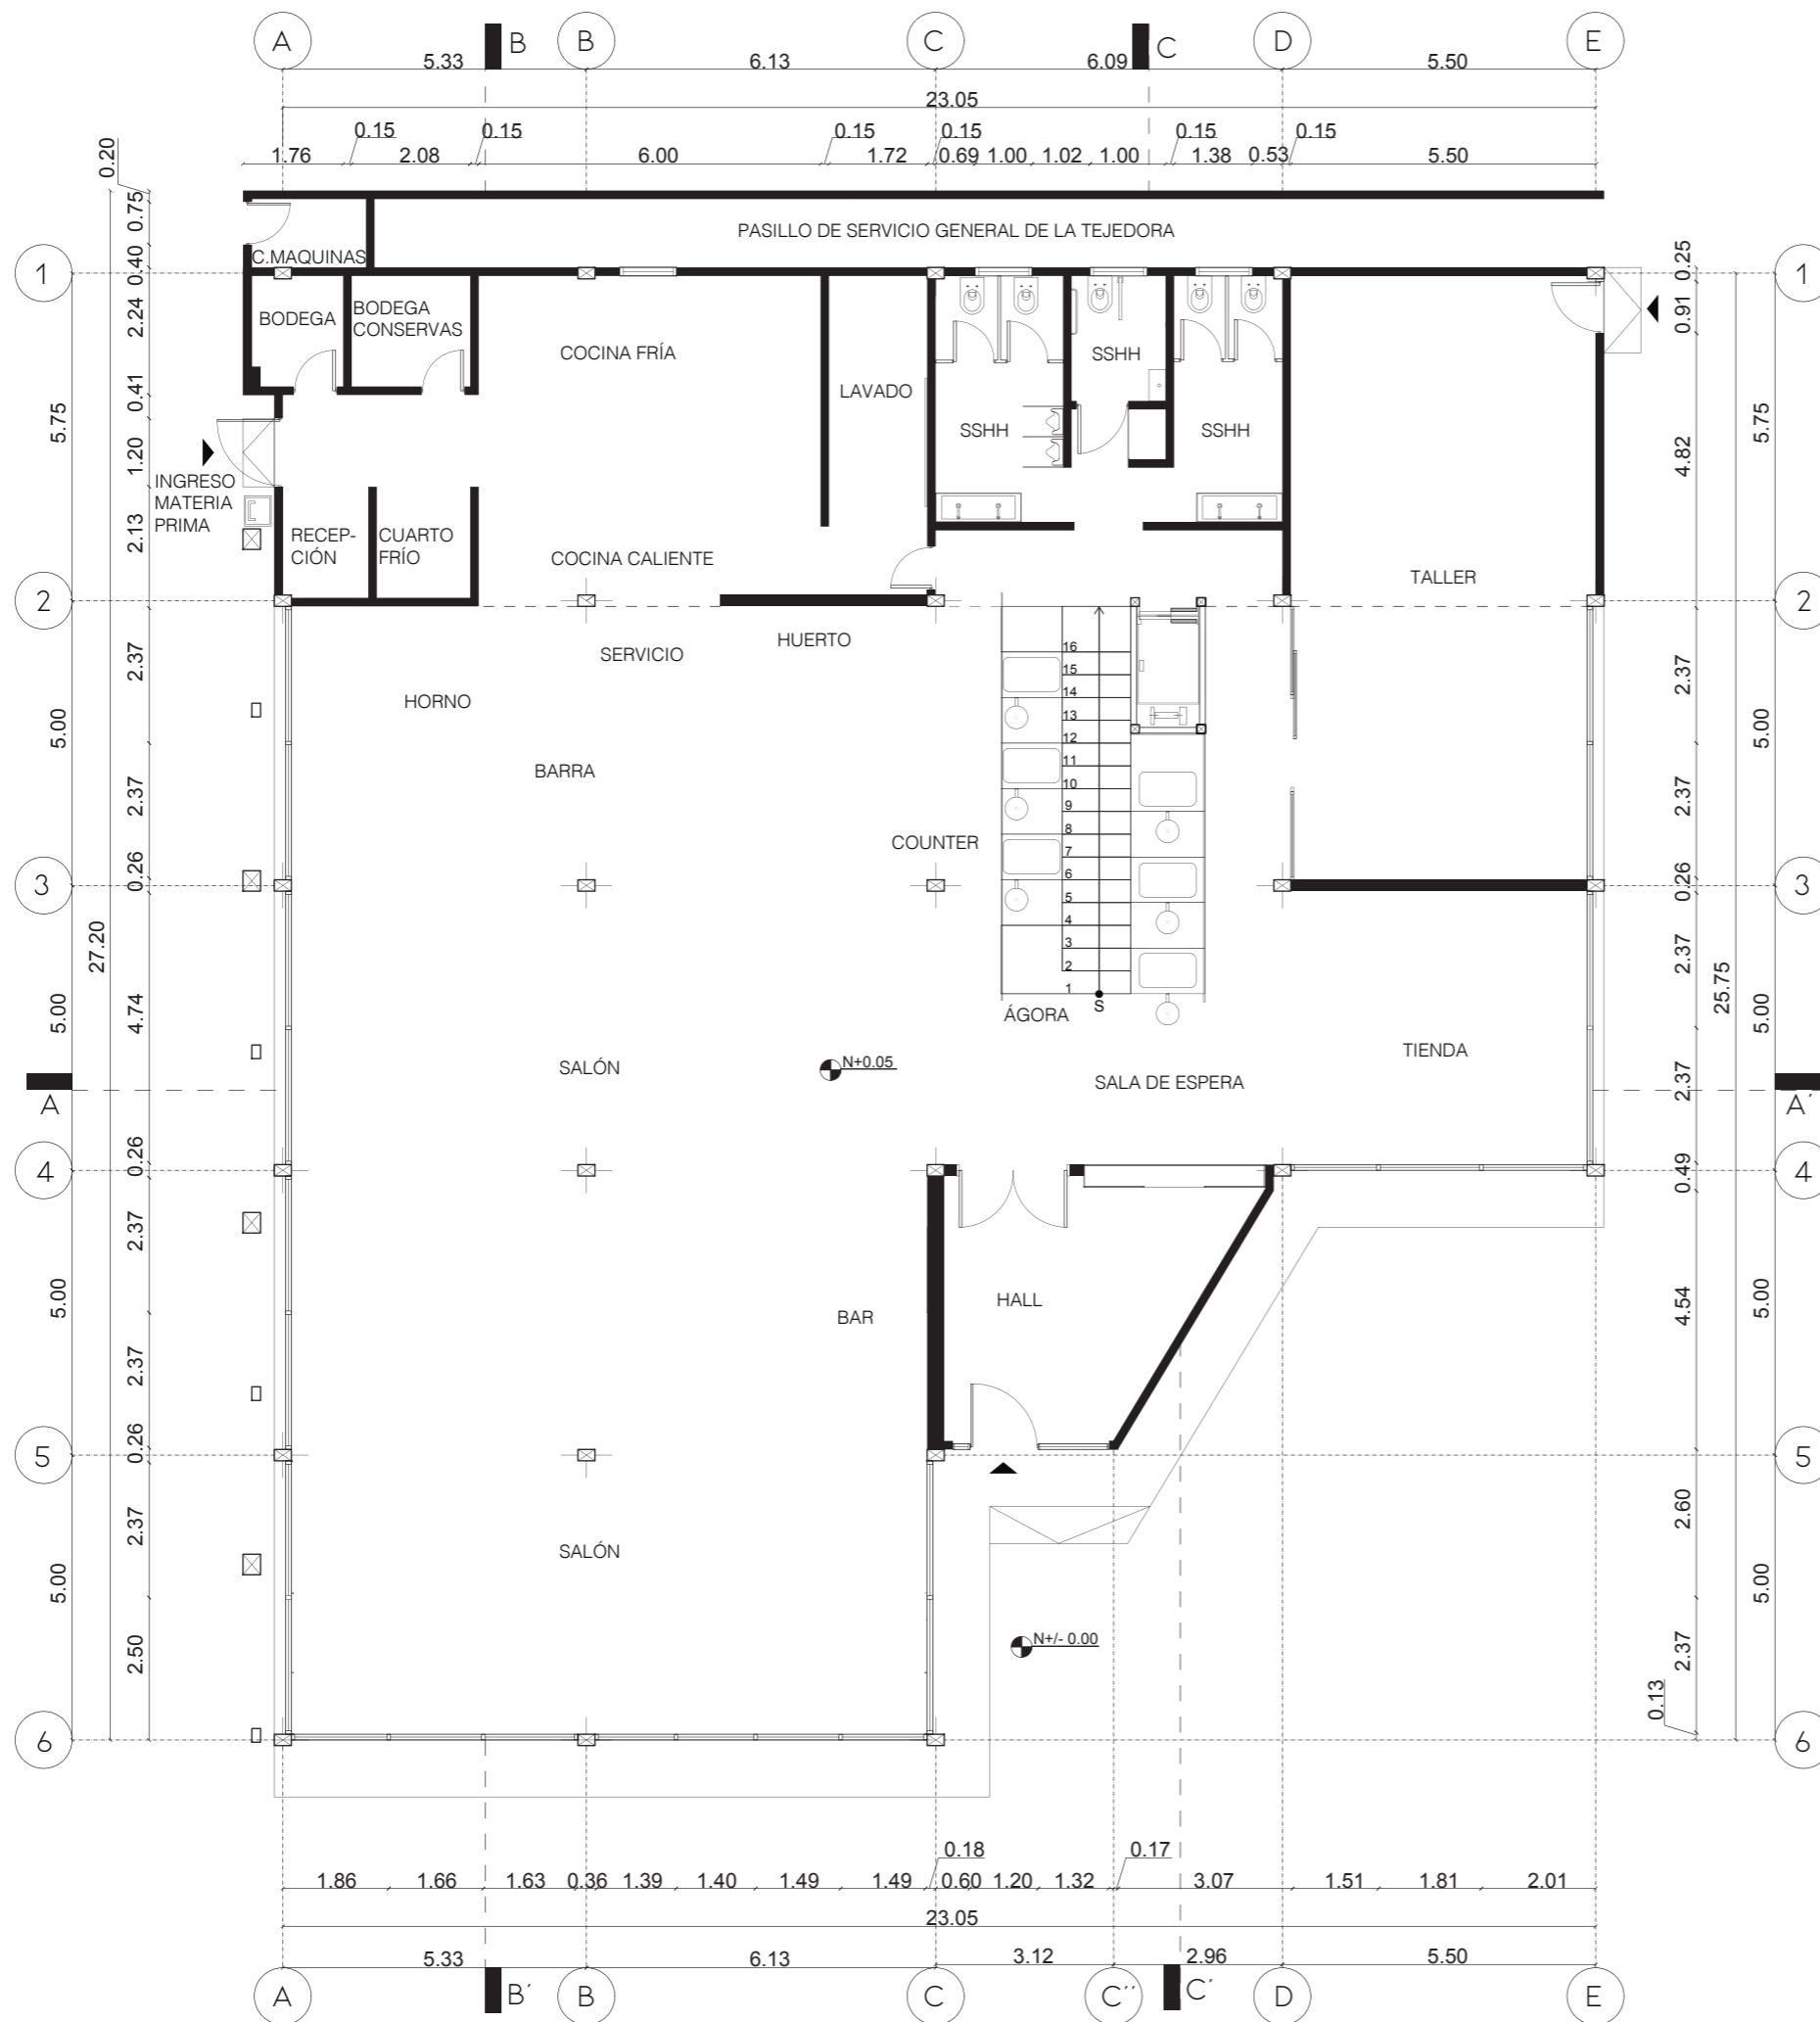 A
B
B
C
C
D
E
5.33
6.13
6.09
5.50
23.05
0.15
0.15
0.15
0.15
0.15
0.15
1.76
2.08
6.00
1.72
0.69
1.00
1.02
1.00
1.38
0.53
5.50
0.20
0.75
0.40
2.24
0.41
1.20
2.13
2.37
2.37
0.26
4.74
0.26
2.37
2.37
0.26
2.37
2.50
27.20
5.75
5.00
5.00
5.00
5.00
1
2
3
A
4
5
6
PASILLO DE SERVICIO GENERAL DE LA TEJEDORA
C.MAQUINAS
BODEGA
BODEGA
CONSERVAS
COCINA FRÍA
LAVADO
SSHH
SSHH
SSHH
INGRESO
MATERIA
PRIMA
RECEP-
CIÓN
CUARTO
FRÍO
COCINA CALIENTE
TALLER
HUERTO
SERVICIO
HORNO
BARRA
COUNTER
16
15
14
13
12
11
10
9
8
7
6
5
4
3
2
1
S
ÁGORA
SALÓN
N+0.05
SALA DE ESPERA
TIENDA
HALL
BAR
SALÓN
N+/- 0.00
0.25
0.91
4.82
2.37
2.37
0.26
2.37
2.37
0.49
4.54
2.60
2.37
0.13
25.75
5.75
5.00
5.00
5.00
5.00
1
2
3
A´
4
5
6
0.18
0.17
1.86
1.66
1.63
0.36
1.39
1.40
1.49
1.49
0.60
1.20
1.32
3.07
1.51
1.81
2.01
23.05
5.33
6.13
3.12
2.96
5.50
A
B´
B
C
C´´
C´
D
E